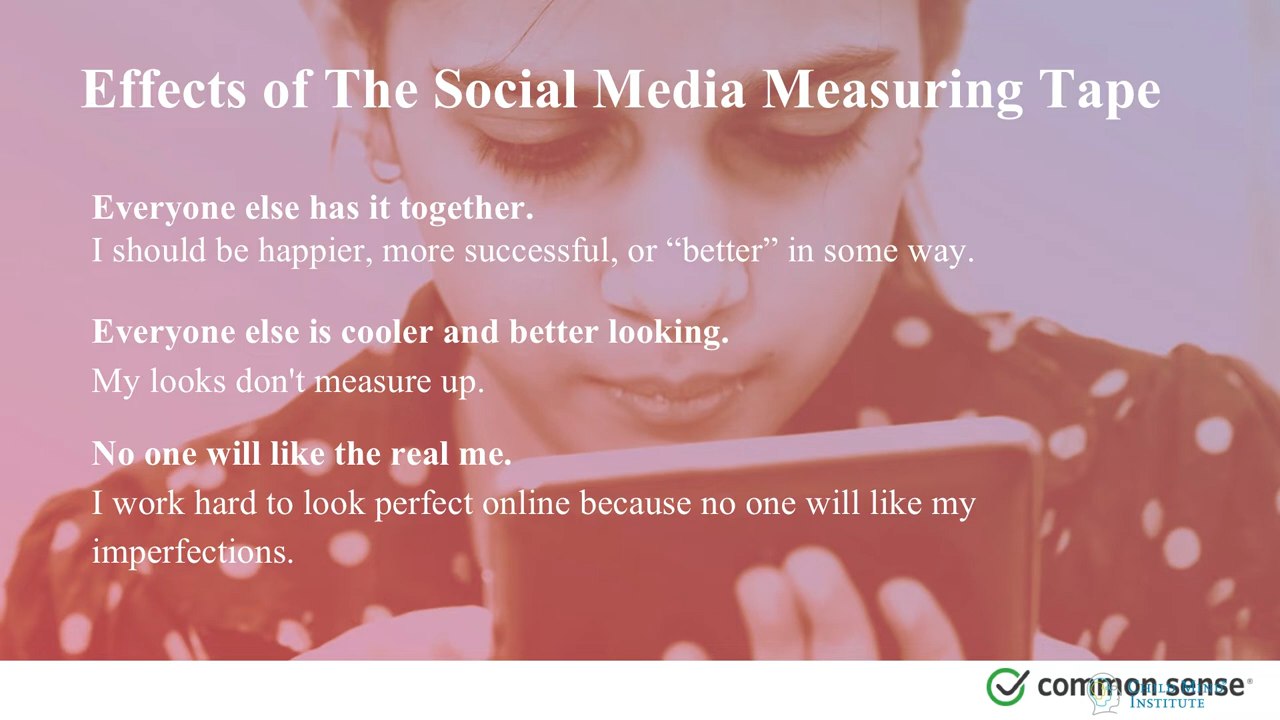 Effects of The Social Media Measuring Tape
Everyone else has it together.
I should be happier, more successful, or “better” in some way.
Everyone else is cooler and better looking.
My looks don't measure up.
No one will like the real me.
I work hard to look perfect online because no one will like my
imperfections.
common sense®
CHILD MIND
INSTITUTE